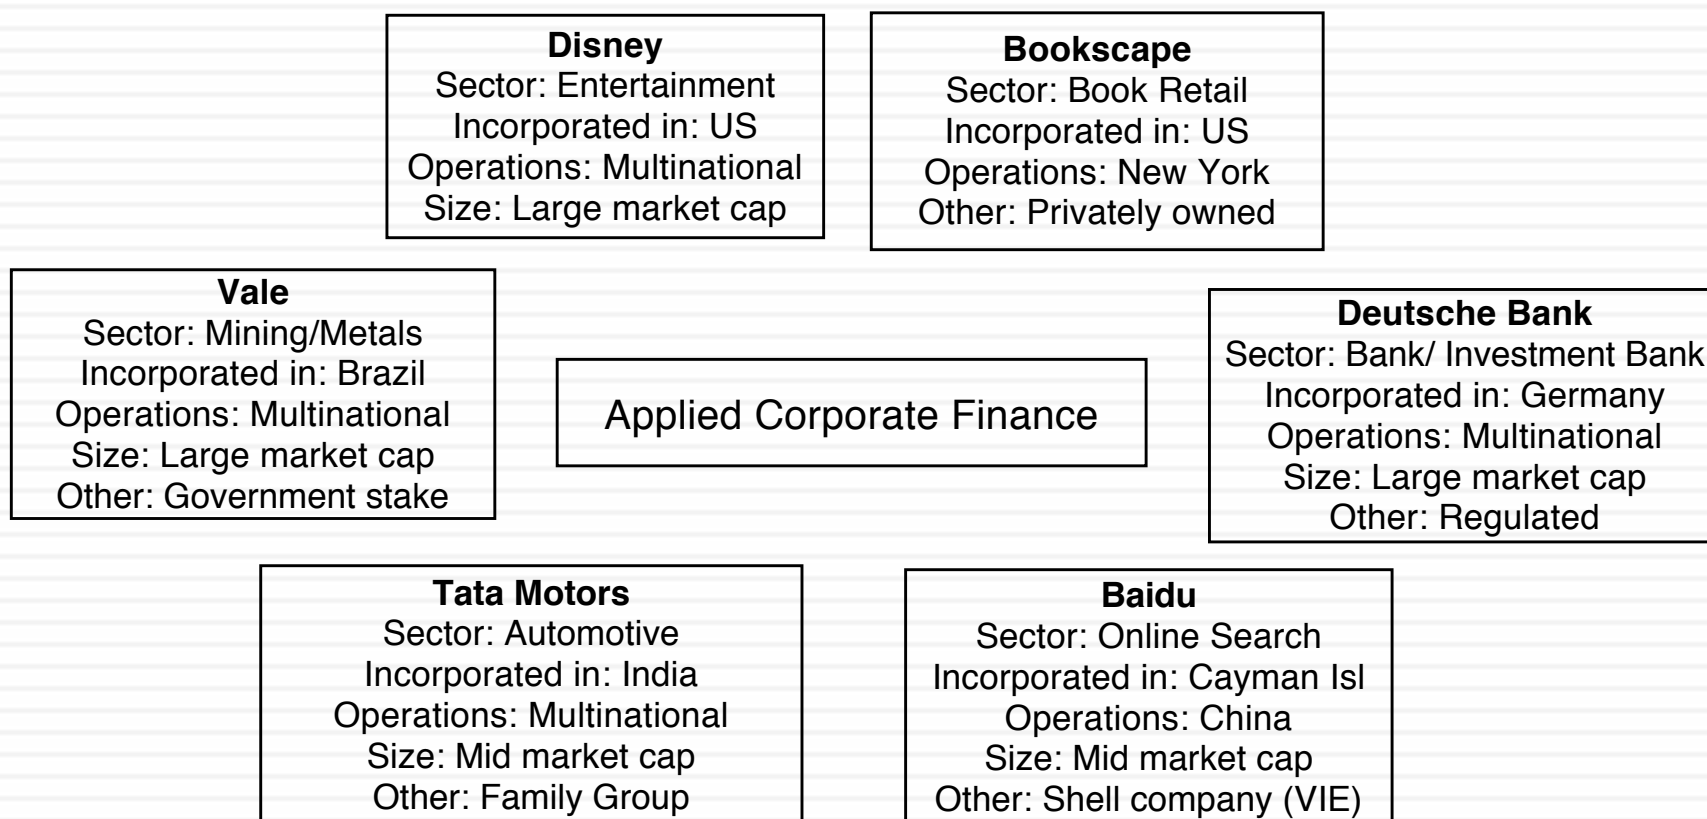 Disney
Sector: Entertainment
Incorporated in: US
Operations: Multinational
Size: Large market cap
Bookscape
Sector: Book Retail
Incorporated in: US
Operations: New York
Other: Privately owned
Vale
Sector: Mining/Metals
Incorporated in: Brazil
Operations: Multinational
Size: Large market cap
Other: Government stake
Applied Corporate Finance
Deutsche Bank
Sector: Bank/ Investment Bank
Incorporated in: Germany
Operations: Multinational
Size: Large market cap
Other: Regulated
Tata Motors
Sector: Automotive
Incorporated in: India
Operations: Multinational
Size: Mid market cap
Other: Family Group
Baidu
Sector: Online Search
Incorporated in: Cayman Isl
Operations: China
Size: Mid market cap
Other: Shell company (VIE)